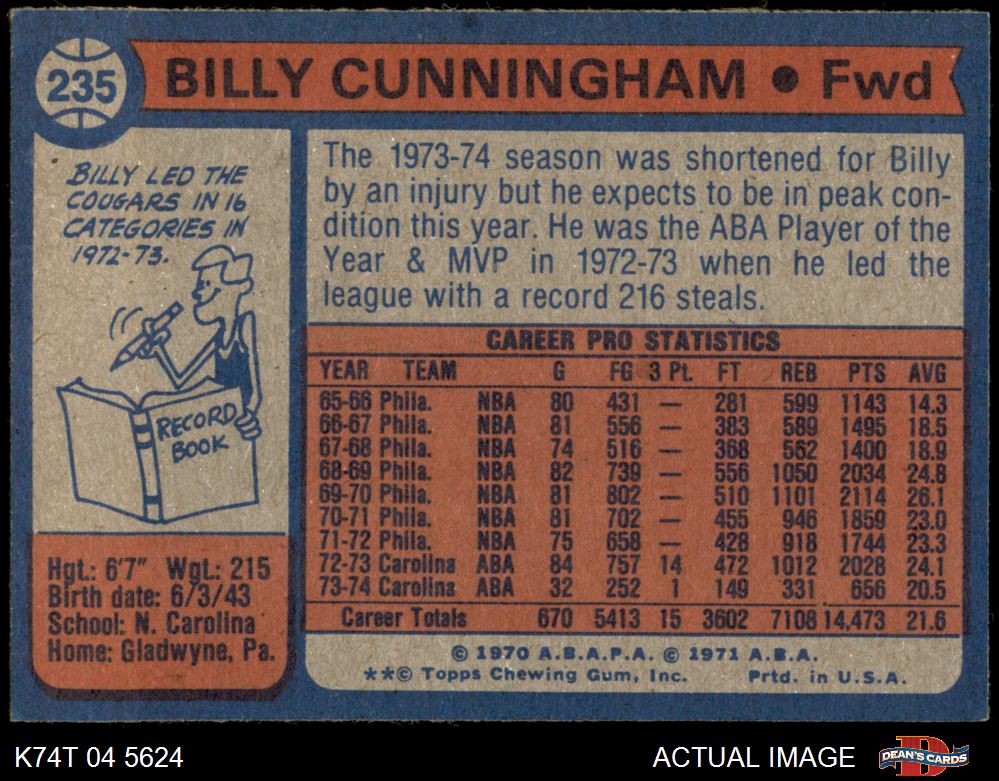 235
BILLY CUNNINGHAM • Fwd
BILLY LED THE
COUGARS IN 16
CATEGORIES IN
1972-73.
RECORD
BOOK
Hgt.: 6'7" Wgt.: 215
Birth date: 6/3/43
School: N. Carolina
Home: Gladwyne, Pa.
The 1973-74 season was shortened for Billy
by an injury but he expects to be in peak con-
dition this year. He was the ABA Player of the
Year & MVP in 1972-73 when he led the
league with a record 216 steals.
CAREER PRO STATISTICS
YEAR TEAM G FG 3 Pt. FT REB PTS AVG
65-66 Phila. NBA 80 431 — 281 599 1143 14.3
66-67 Phila. NBA 81 556 — 383 589 1495 18.5
67-68 Phila. NBA 74 516 — 368 562 1400 18.9
68-69 Phila. NBA 82 739 — 556 1050 2034 24.8
69-70 Phila. NBA 81 802 — 510 1101 2114 26.1
70-71 Phila. NBA 81 702 — 455 946 1859 23.0
71-72 Phila. NBA 75 658 — 428 918 1744 23.3
72-73 Carolina ABA 84 757 14 472 1012 2028 24.1
73-74 Carolina ABA 32 252 1 149 331 656 20.5
Career Totals 670 5413 15 3602 7108 14,473 21.6
© 1970 A.B.A.P.A. © 1971 A.B.A.
**© Topps Chewing Gum, Inc. Prtd. in U.S.A.
K74T 04 5624 ACTUAL IMAGE DEAN'S CARDS